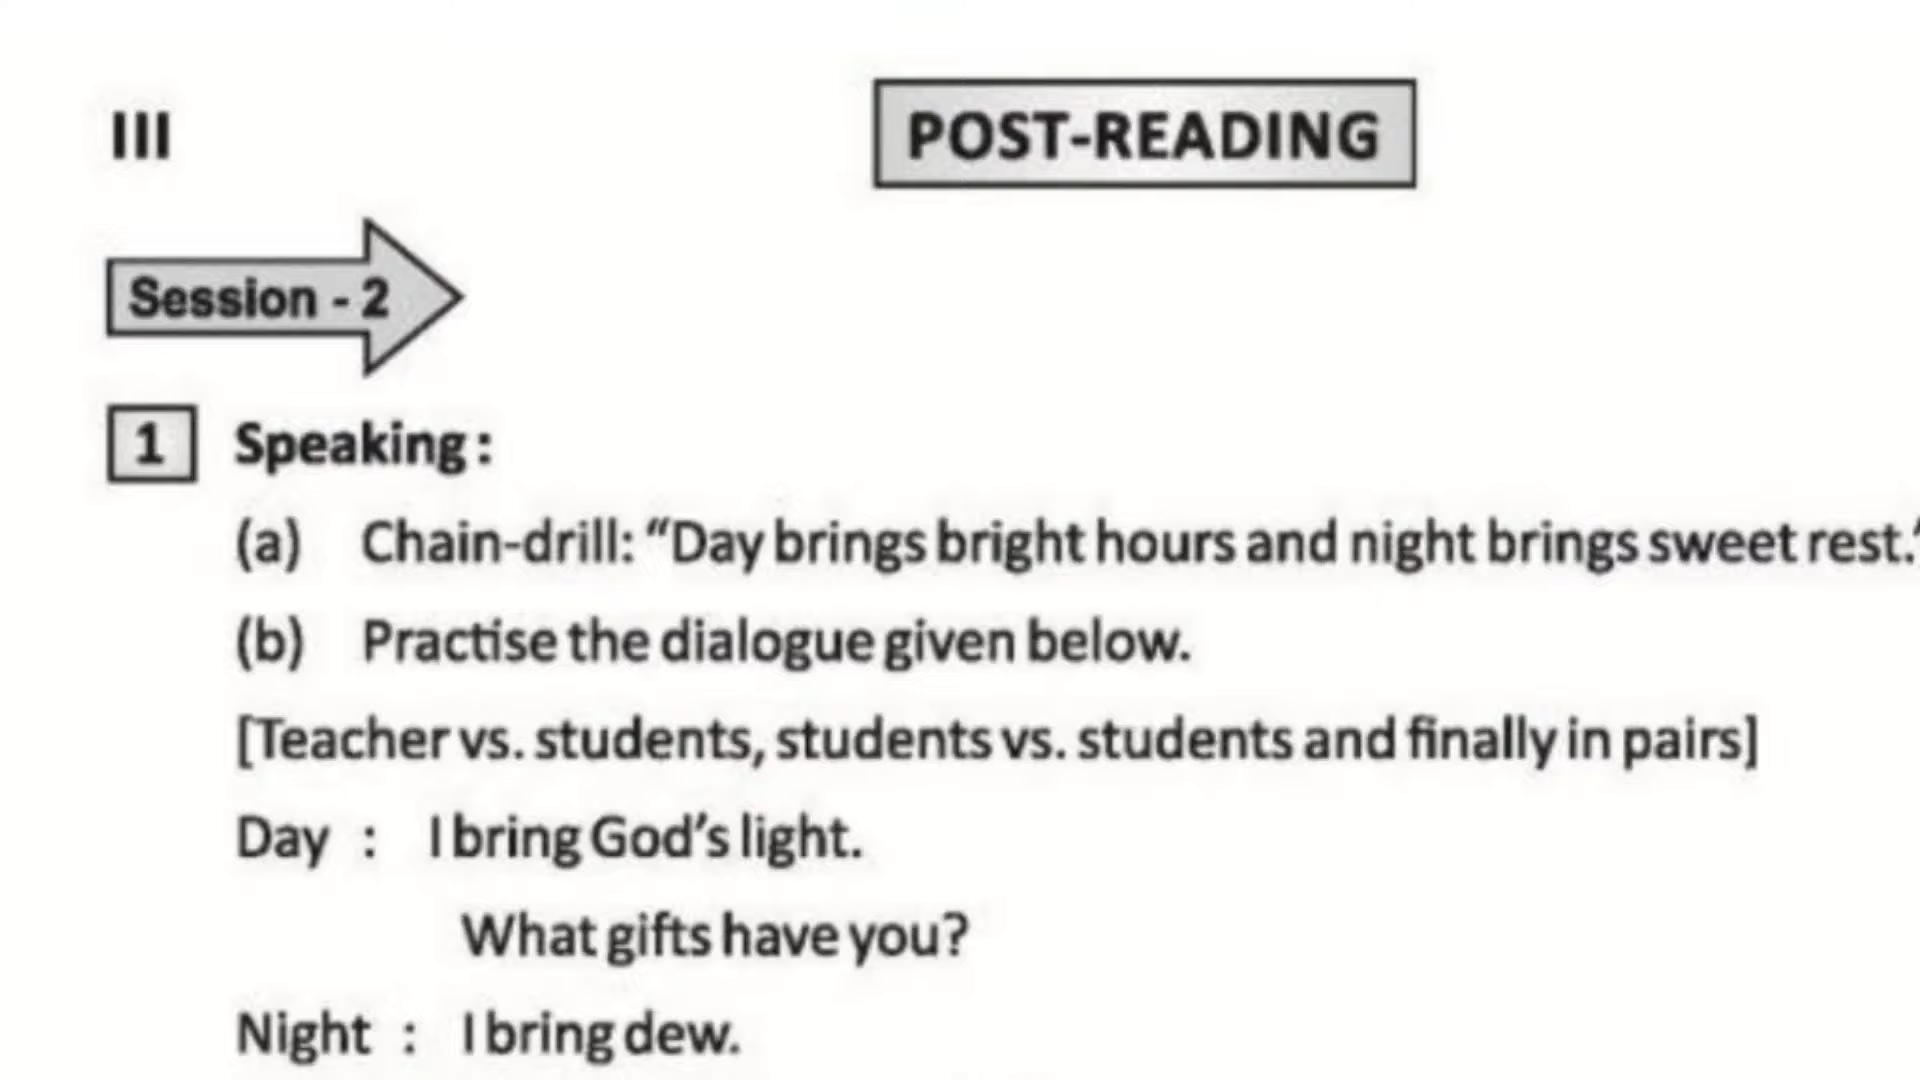 III
POST-READING
Session - 2
1 Speaking :
(a) Chain-drill: “Day brings bright hours and night brings sweet rest.”
(b) Practise the dialogue given below.
[Teacher vs. students, students vs. students and finally in pairs]
Day : I bring God’s light.
What gifts have you?
Night : I bring dew.